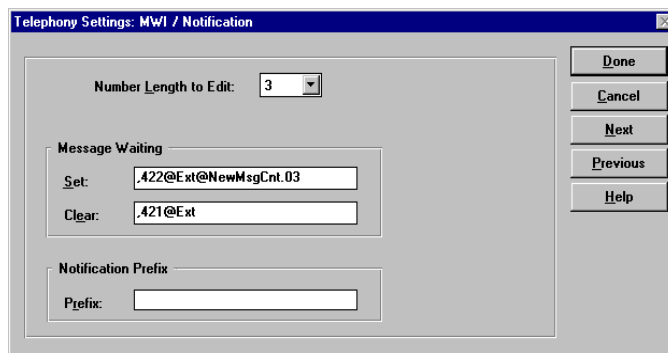 Telephony Settings: MWI / Notification
Number Length to Edit: 3
Message Waiting
Set: ,422@Ext@NewMsgCnt.03
Clear: ,421@Ext
Notification Prefix
Prefix:
Done
Cancel
Next
Previous
Help